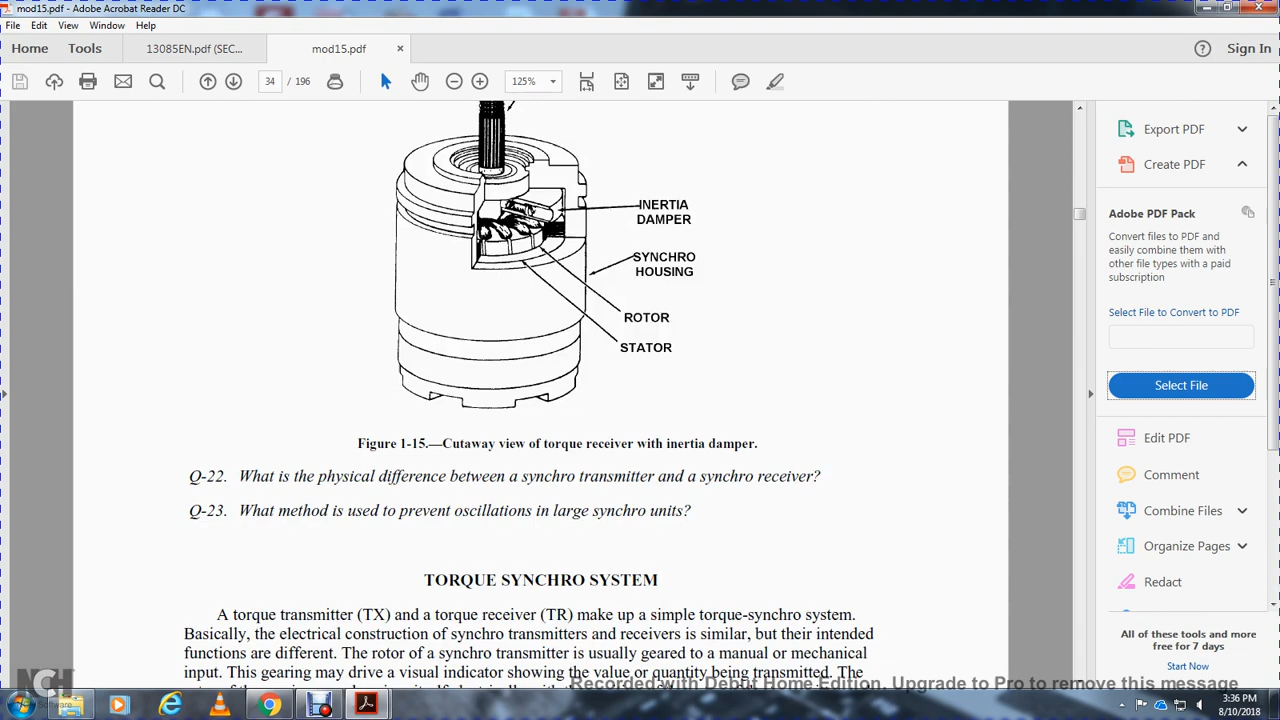 mod15.pdf - Adobe Acrobat Reader DC
File Edit View Window Help
Home Tools 13085EN.pdf (SEC... mod15.pdf × Sign In
34 / 196 125%
INERTIA
DAMPER
SYNCHRO
HOUSING
ROTOR
STATOR
Figure 1-15.—Cutaway view of torque receiver with inertia damper.
Q-22. What is the physical difference between a synchro transmitter and a synchro receiver?
Q-23. What method is used to prevent oscillations in large synchro units?
TORQUE SYNCHRO SYSTEM
A torque transmitter (TX) and a torque receiver (TR) make up a simple torque-synchro system.
Basically, the electrical construction of synchro transmitters and receivers is similar, but their intended
functions are different. The rotor of a synchro transmitter is usually geared to a manual or mechanical
input. This gearing may drive a visual indicator showing the value or quantity being transmitted. The
Export PDF
Create PDF
Adobe PDF Pack
Convert files to PDF and
easily combine them with
other file types with a paid
subscription
Select File to Convert to PDF
Select File
Edit PDF
Comment
Combine Files
Organize Pages
Redact
All of these tools and more
free for 7 days
Start Now
NCH
Software
Recorded with Debut Home Edition. Upgrade to Pro to remove this message
3:36 PM
8/10/2018